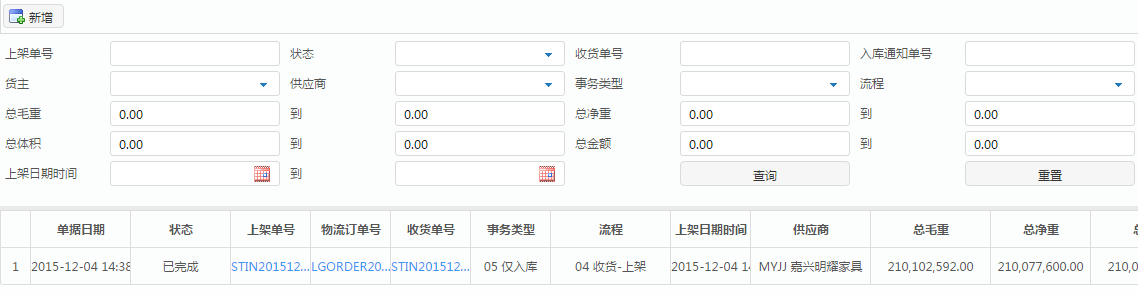 新增
上架单号 状态 收货单号 入库通知单号
货主 供应商 事务类型 流程
总毛重 0.00 到 0.00 总净重 0.00 到 0.00
总体积 0.00 到 0.00 总金额 0.00 到 0.00
上架日期时间 到 查询 重置
单据日期 状态 上架单号 物流订单号 收货单号 事务类型 流程 上架日期时间 供应商 总毛重 总净重
1 2015-12-04 14:38 已完成 STIN201512... LGORDER20... STIN201512... 05 仅入库 04 收货-上架 2015-12-04 14 MYJJ 嘉兴明耀家具 210,102,592.00 210,077,600.00 210,0